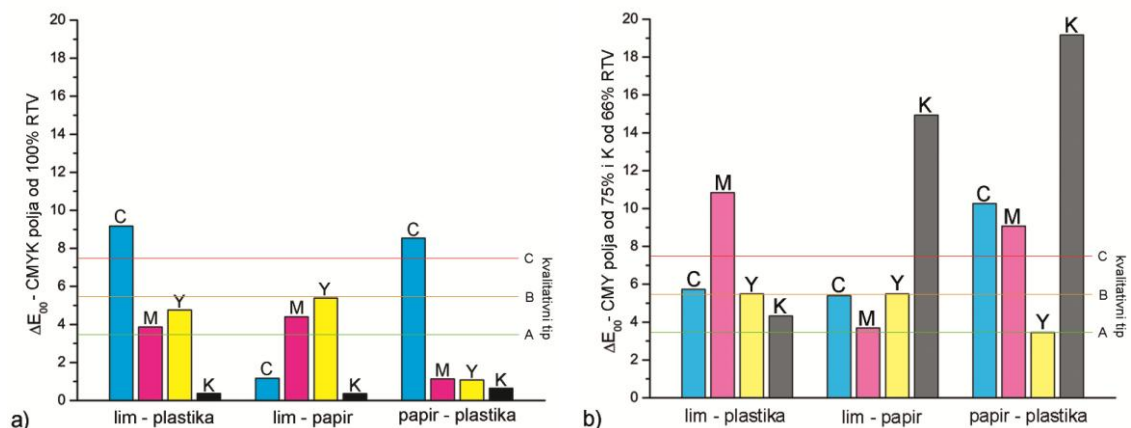 ΔE00 - CMYK polja od 100% RTV
20
18
16
14
12
10
8
6
4
2
0
C
M
Y
K
C
M
Y
K
C
M
Y
K
C
B
A
kvalitativni tip
lim - plastika
lim - papir
papir - plastika
a)
ΔE00 - CMY polja od 75% i K od 66% RTV
20
18
16
14
12
10
8
6
4
2
0
C
M
Y
K
C
M
Y
K
C
M
Y
K
C
B
A
kvalitativni tip
lim - plastika
lim - papir
papir - plastika
b)